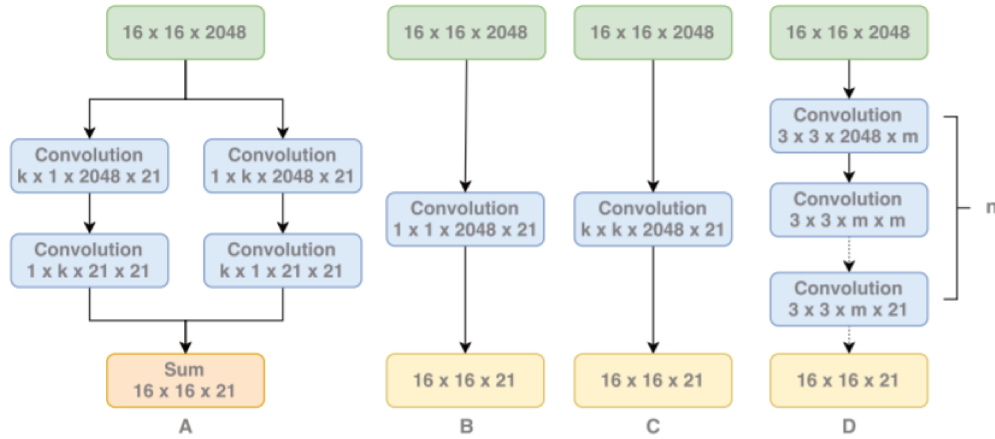 16 x 16 x 2048
Convolution
k x 1 x 2048 x 21
Convolution
1 x k x 2048 x 21
Convolution
1 x k x 21 x 21
Convolution
k x 1 x 21 x 21
Sum
16 x 16 x 21
A
16 x 16 x 2048
Convolution
1 x 1 x 2048 x 21
16 x 16 x 21
B
16 x 16 x 2048
Convolution
k x k x 2048 x 21
16 x 16 x 21
C
16 x 16 x 2048
Convolution
3 x 3 x 2048 x m
Convolution
3 x 3 x m x m
Convolution
3 x 3 x m x 21
n
16 x 16 x 21
D